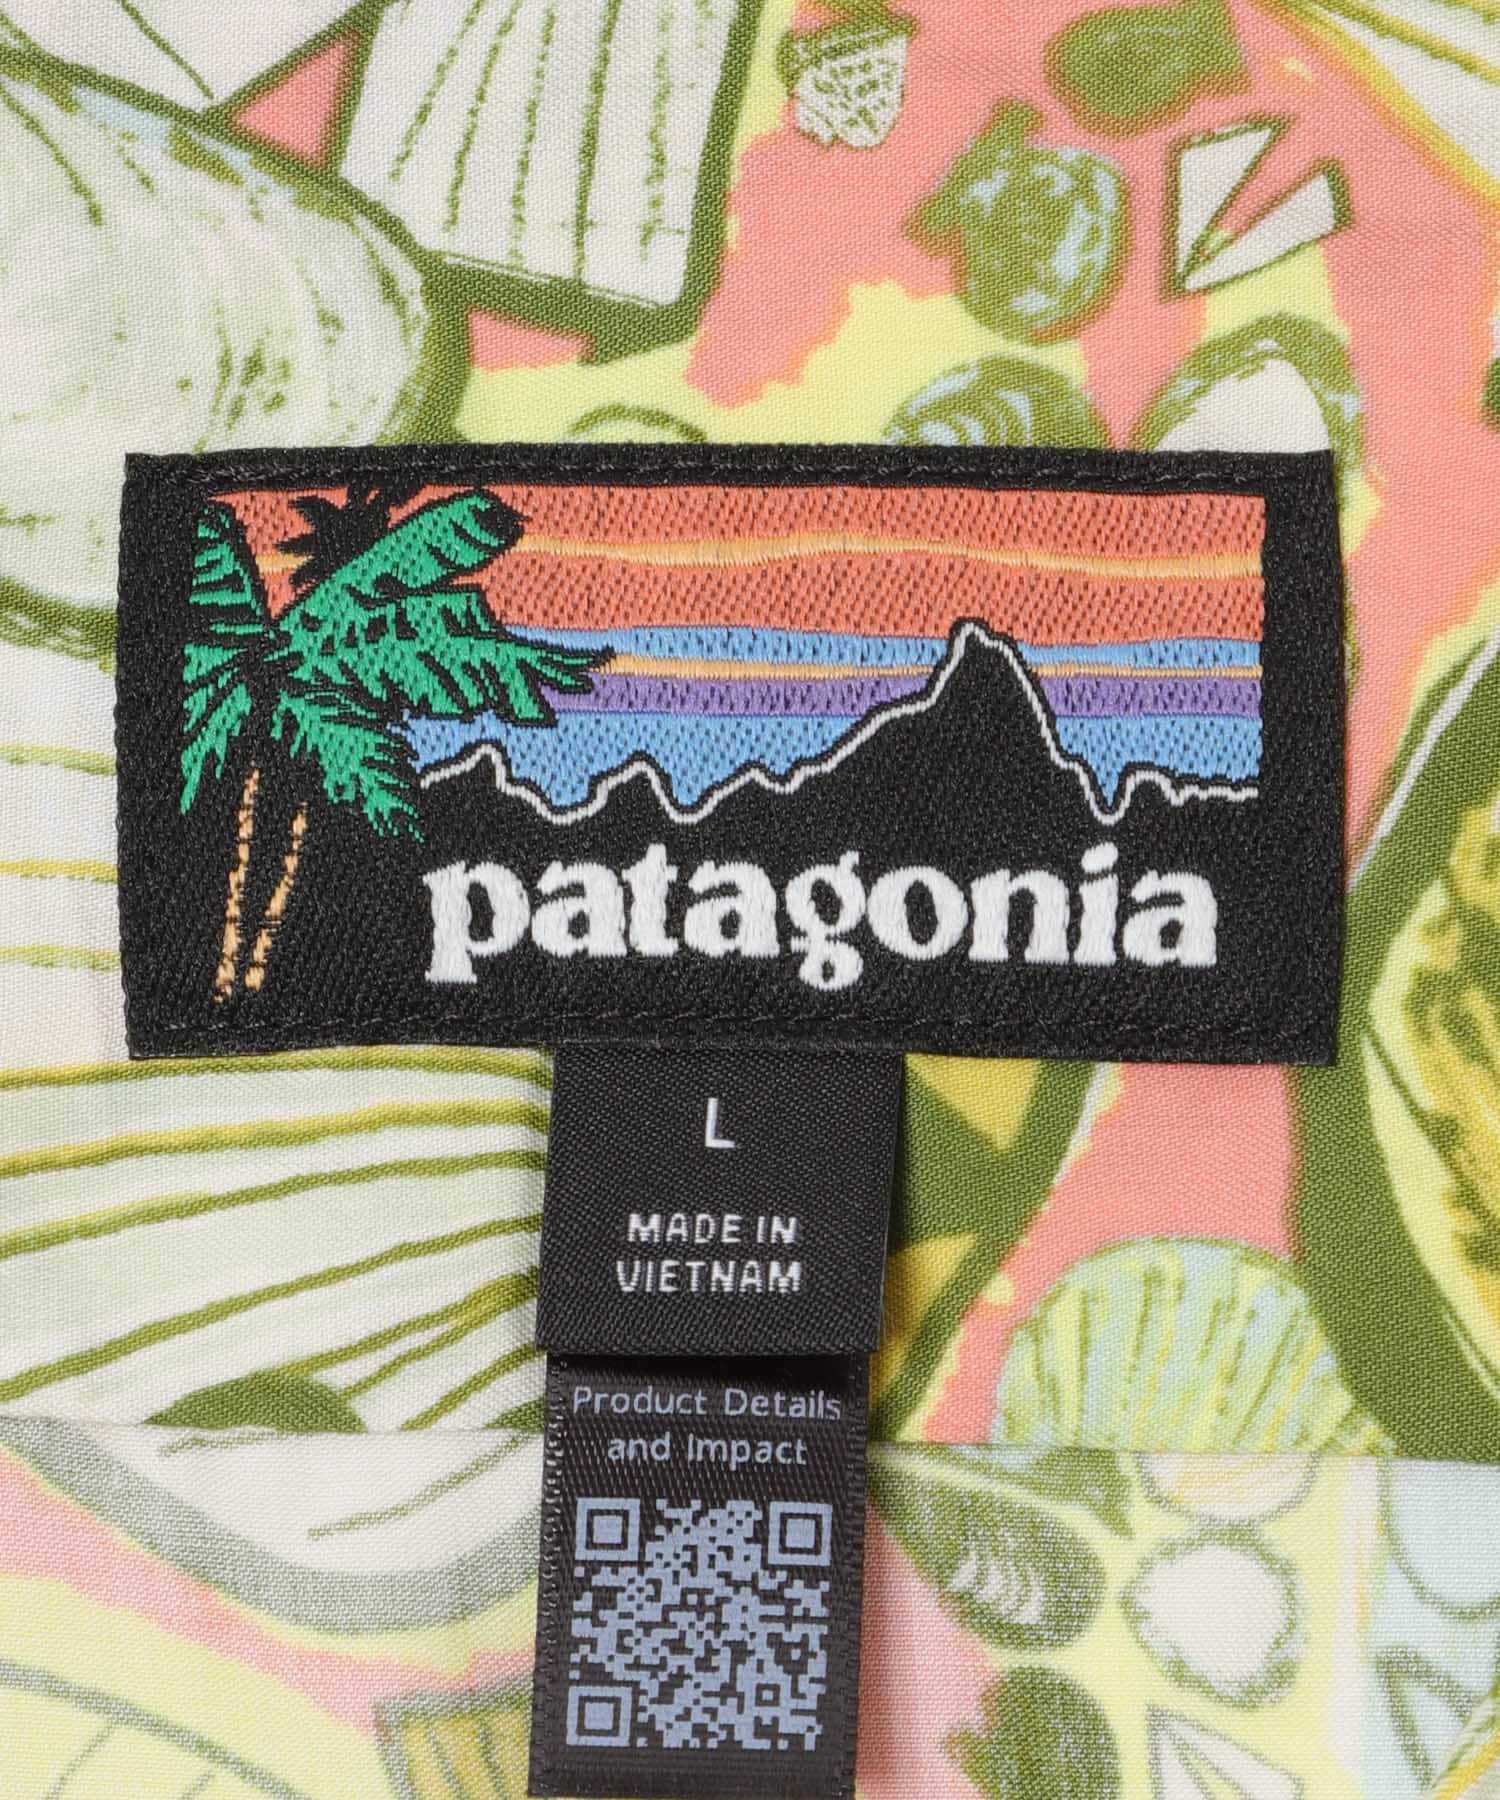 patagonia
L
MADE IN
VIETNAM
Product Details
and Impact